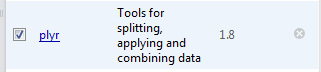 Tools for
splitting,
plyr applying and 1.8
combining data